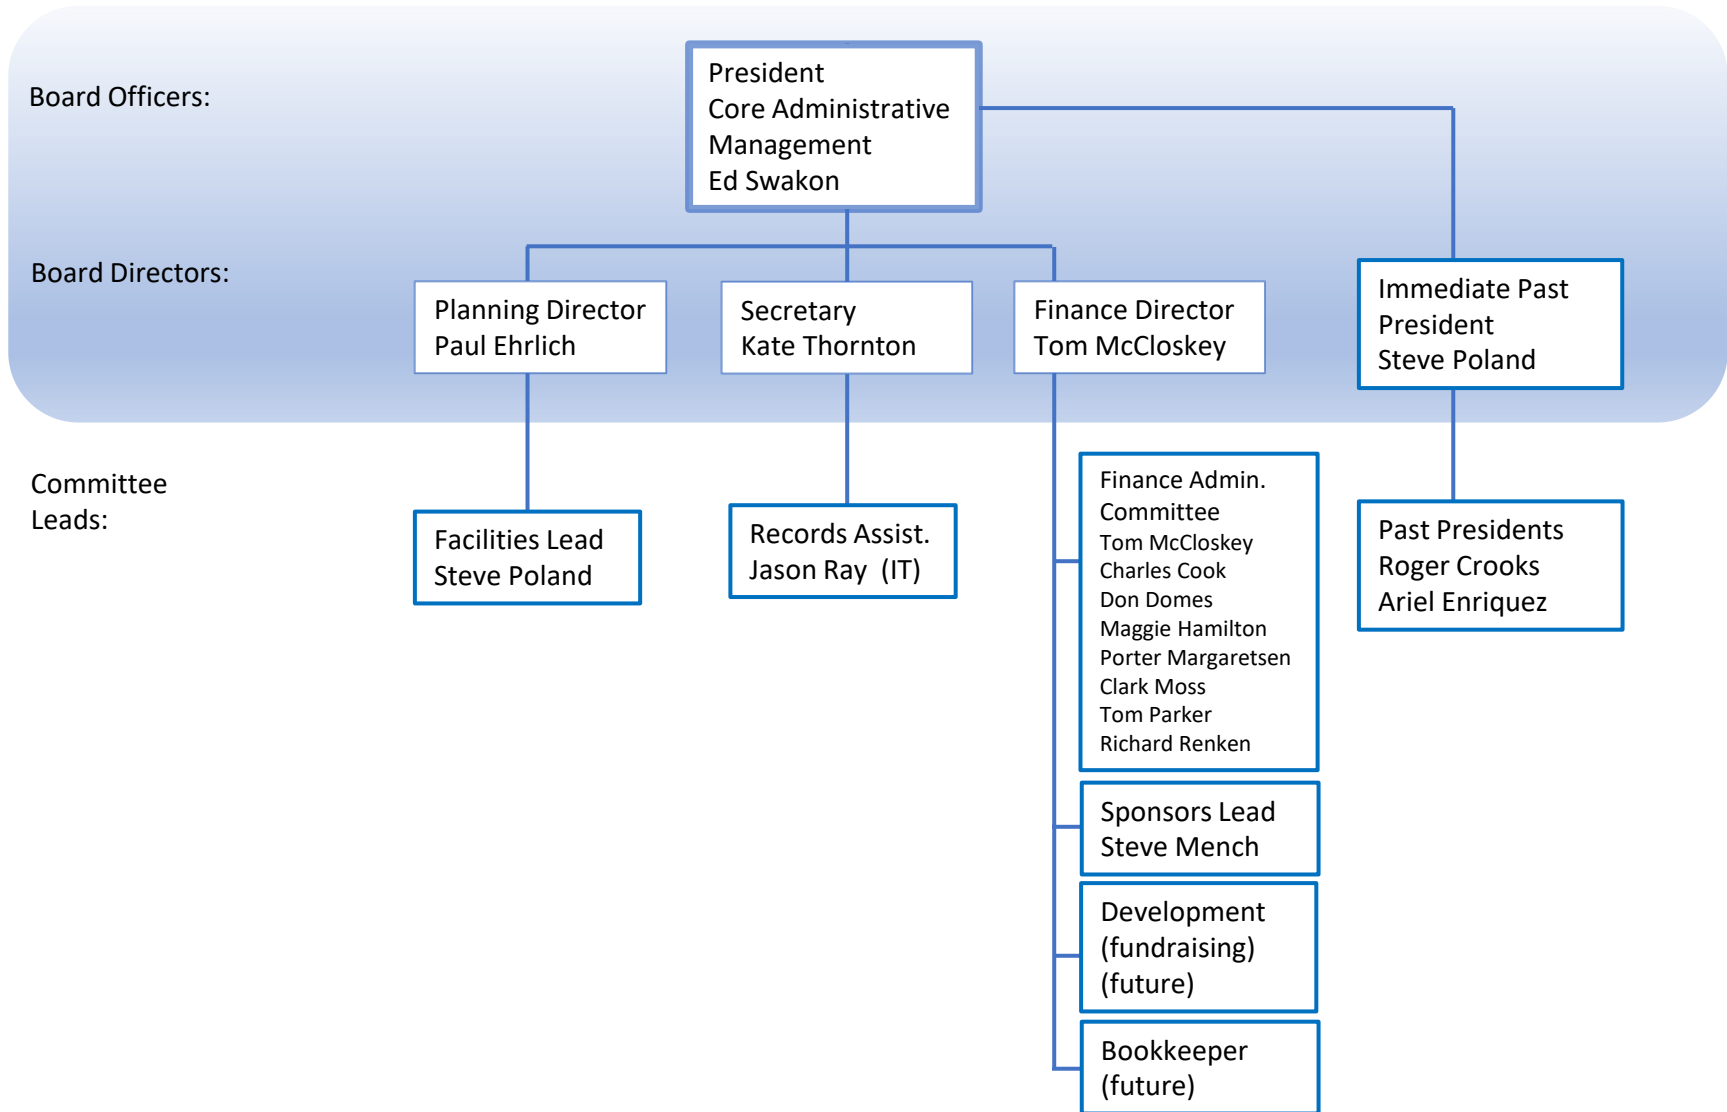 Board Officers:
President
Core Administrative
Management
Ed Swakon
Board Directors:
Planning Director
Paul Ehrlich
Secretary
Kate Thornton
Finance Director
Tom McCloskey
Immediate Past
President
Steve Poland
Committee
Leads:
Facilities Lead
Steve Poland
Records Assist.
Jason Ray  (IT)
Finance Admin.
Committee
Tom McCloskey
Charles Cook
Don Domes
Maggie Hamilton
Porter Margaretsen
Clark Moss
Tom Parker
Richard Renken
Past Presidents
Roger Crooks
Ariel Enriquez
Sponsors Lead
Steve Mench
Development
(fundraising)
(future)
Bookkeeper
(future)